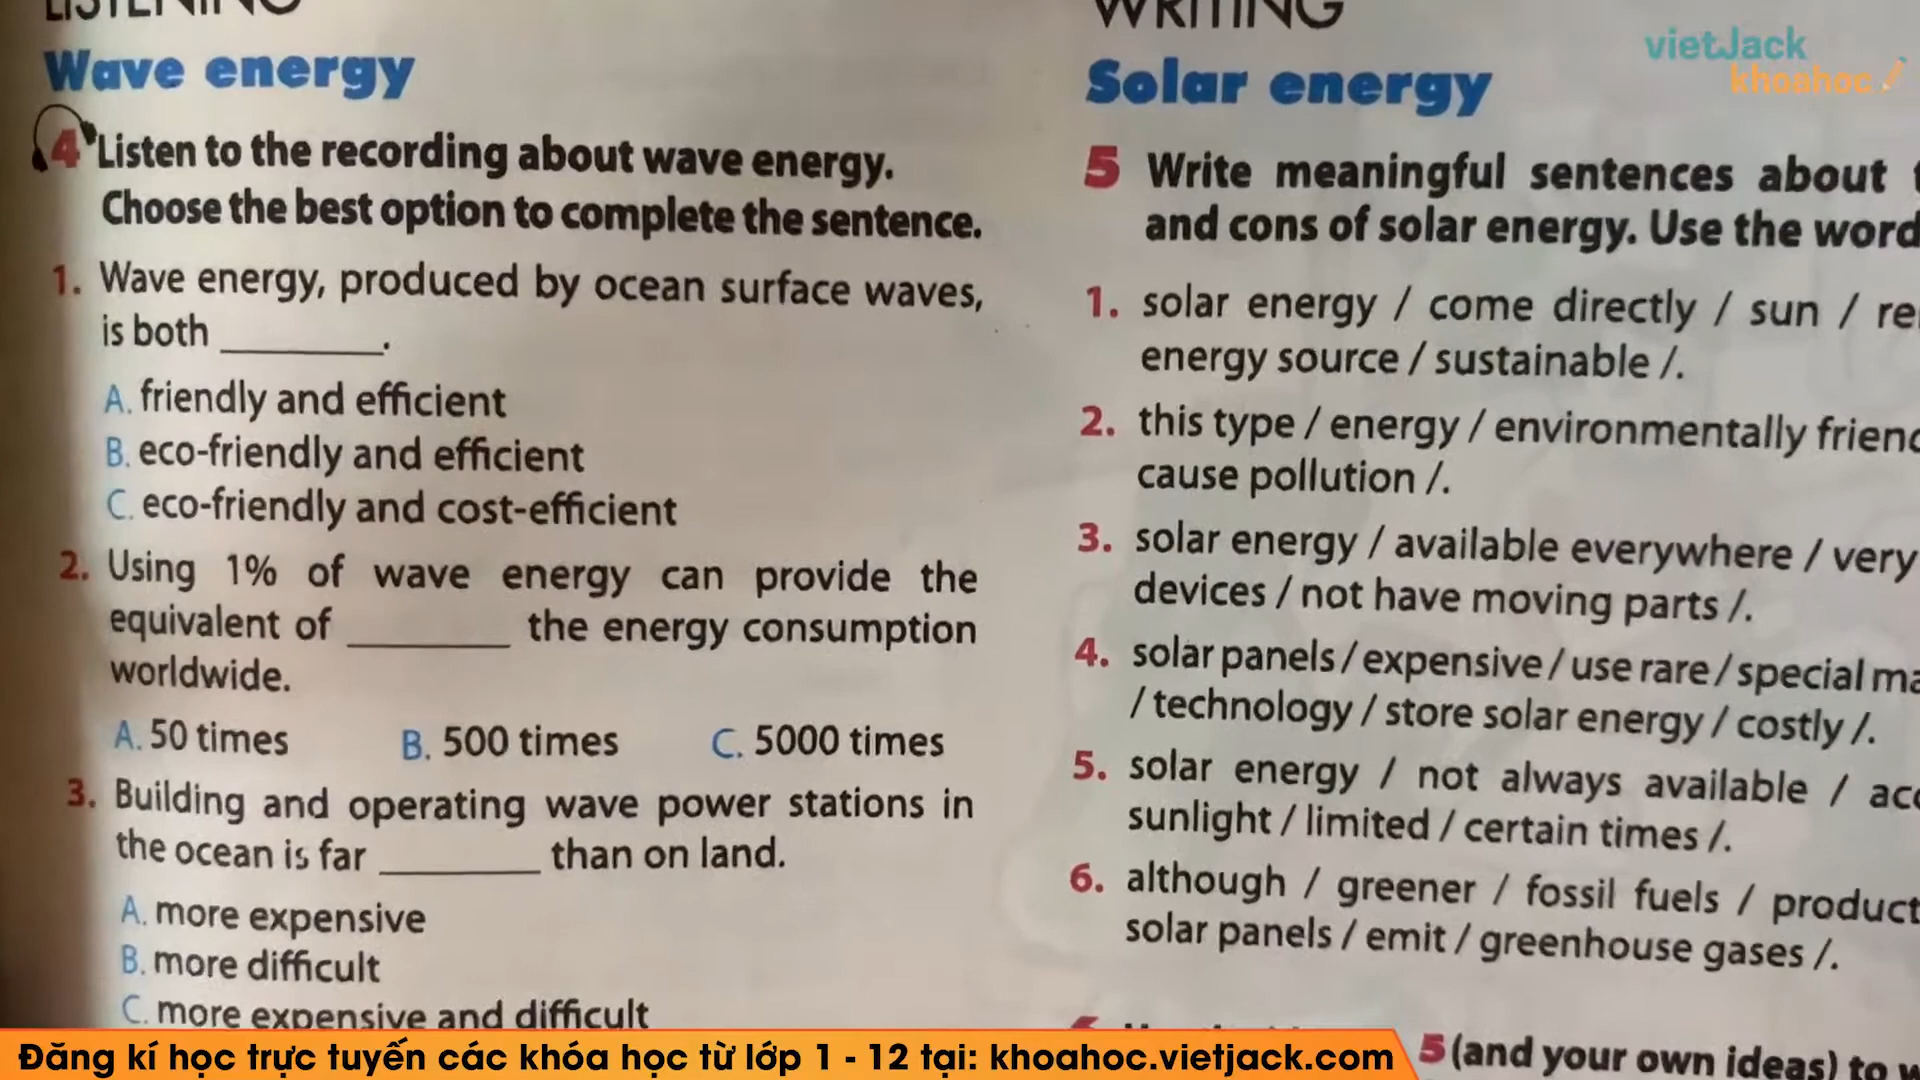 LISTENING
Wave energy
4 Listen to the recording about wave energy.
Choose the best option to complete the sentence.
1. Wave energy, produced by ocean surface waves,
is both ________.
A. friendly and efficient
B. eco-friendly and efficient
C. eco-friendly and cost-efficient
2. Using 1% of wave energy can provide the
equivalent of ________ the energy consumption
worldwide.
A. 50 times B. 500 times C. 5000 times
3. Building and operating wave power stations in
the ocean is far ________ than on land.
A. more expensive
B. more difficult
C. more expensive and difficult
WRITING
Solar energy
5 Write meaningful sentences about
and cons of solar energy. Use the word
1. solar energy / come directly / sun /
energy source / sustainable /.
2. this type / energy / environmentally
cause pollution /.
3. solar energy / available everywhere / very
devices / not have moving parts /.
4. solar panels / expensive / use rare / special
/ technology / store solar energy / costly /.
5. solar energy / not always available /
sunlight / limited / certain times /.
6. although / greener / fossil fuels / product
solar panels / emit / greenhouse gases /.
5 (and your own ideas) to
vietJack
khoahoc
Đăng kí học trực tuyến các khóa học từ lớp 1 - 12 tại: khoahoc.vietjack.com